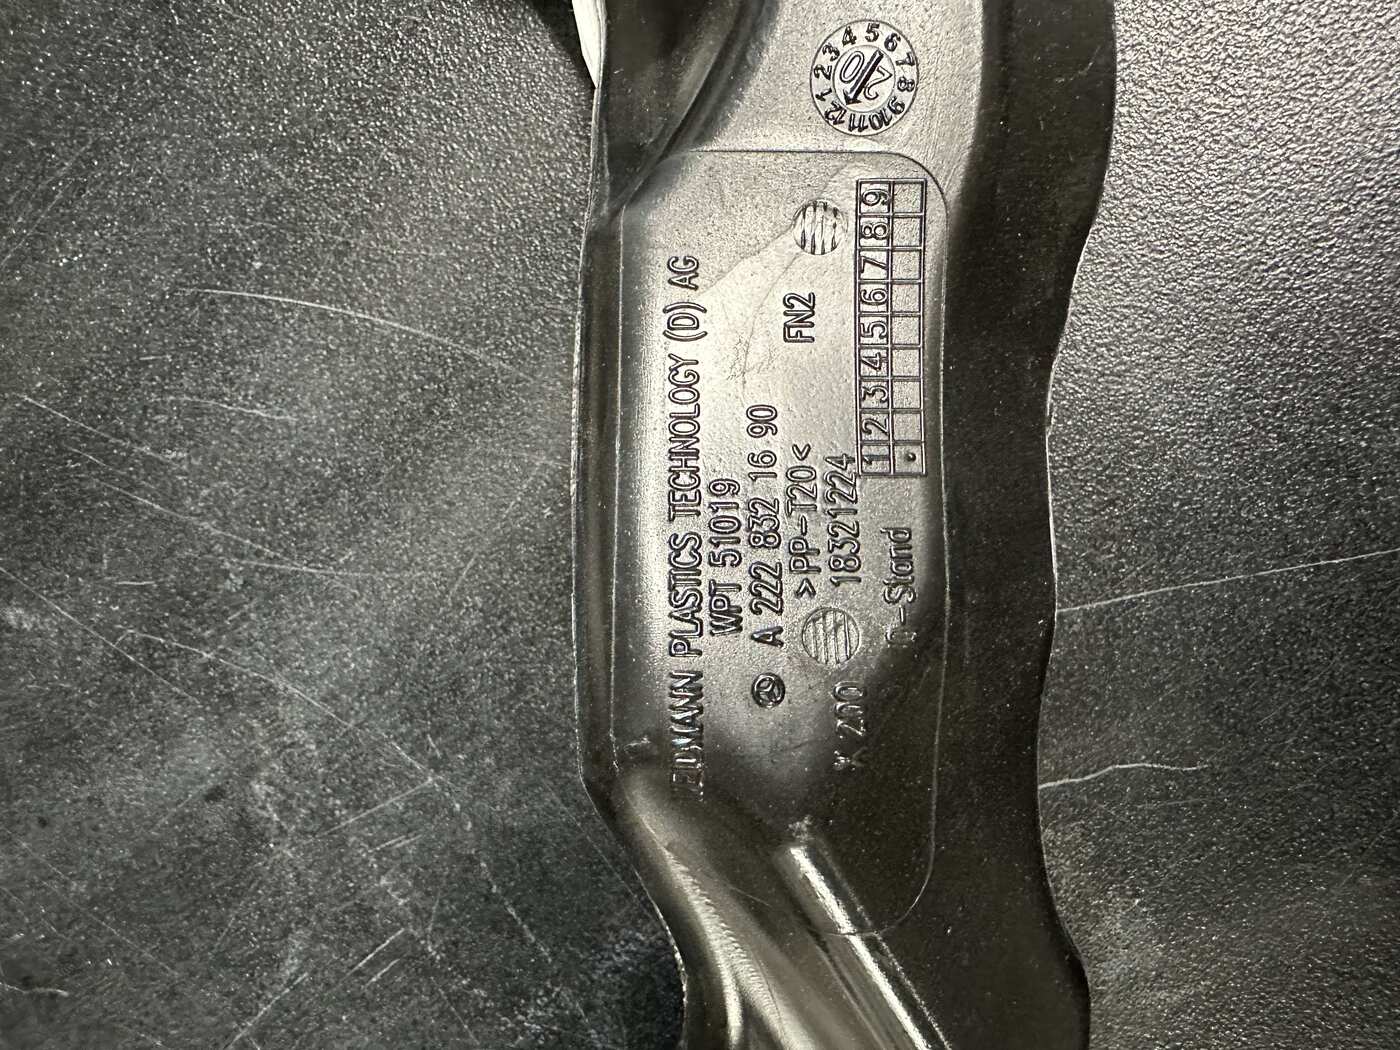 1 2 3 4 5 6 7 8 9 10 11 12
20
PLASTICS TECHNOLOGY (D) AG
WPT 51019
A 222 832 16 90
>PP-T20<
FN2
18321224
1 2 3 4 5 6 7 8 9
X 200
-Stand